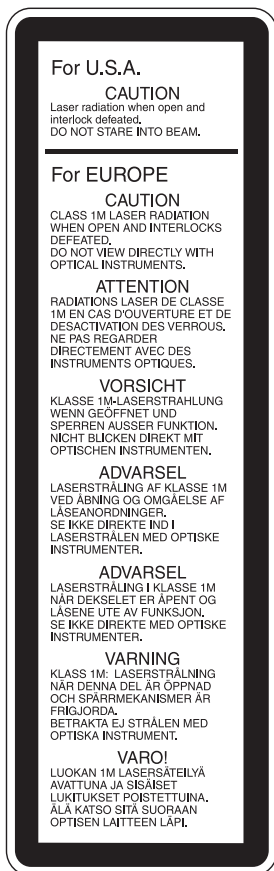 For U.S.A.
CAUTION
Laser radiation when open and
interlock defeated.
DO NOT STARE INTO BEAM.
For EUROPE
CAUTION
CLASS 1M LASER RADIATION
WHEN OPEN AND INTERLOCKS
DEFEATED.
DO NOT VIEW DIRECTLY WITH
OPTICAL INSTRUMENTS.
ATTENTION
RADIATIONS LASER DE CLASSE
1M EN CAS D'OUVERTURE ET DE
DESACTIVATION DES VERROUS.
NE PAS REGARDER
DIRECTEMENT AVEC DES
INSTRUMENTS OPTIQUES.
VORSICHT
KLASSE 1M-LASERSTRAHLUNG
WENN GEÖFFNET UND
SPERREN AUSSER FUNKTION.
NICHT BLICKEN DIREKT MIT
OPTISCHEN INSTRUMENTEN.
ADVARSEL
LASERSTRÅLING AF KLASSE 1M
VED ÅBNING OG OMGÅELSE AF
LÅSEANORDNINGER.
SE IKKE DIREKTE IND I
LASERSTRÅLEN MED OPTISKE
INSTRUMENTER.
ADVARSEL
LASERSTRÅLING I KLASSE 1M
NÅR DEKSELET ER ÅPENT OG
LÅSENE UTE AV FUNKSJON.
SE IKKE DIREKTE MED OPTISKE
INSTRUMENTER.
VARNING
KLASS 1M: LASERSTRÅLNING
NÄR DENNA DEL ÄR ÖPPNAD
OCH SPÄRRMEKANISMER ÄR
FRIGJORDA.
BETRAKTA EJ STRÅLEN MED
OPTISKA INSTRUMENT.
VARO!
LUOKAN 1M LASERSÄTEILYÄ
AVATTUNA JA SISÄISET
LUKITUKSET POISTETTUINA.
ÄLÄ KATSO SITÄ SUORAAN
OPTISEN LAITTEEN LÄPI.